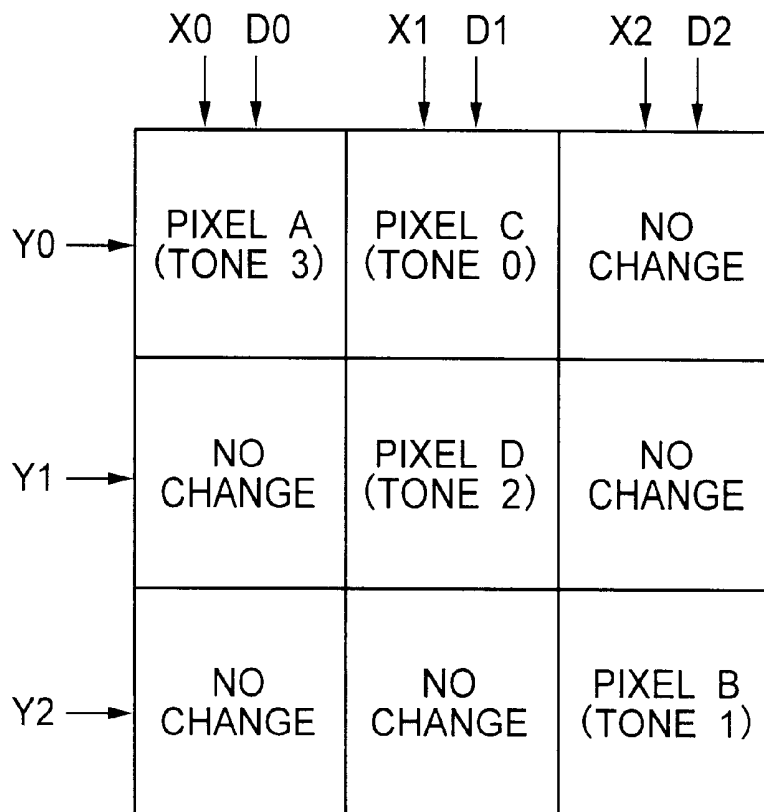 X0 D0 X1 D1 X2 D2
Y0
PIXEL A
(TONE 3)
PIXEL C
(TONE 0)
NO
CHANGE
Y1
NO
CHANGE
PIXEL D
(TONE 2)
NO
CHANGE
Y2
NO
CHANGE
NO
CHANGE
PIXEL B
(TONE 1)